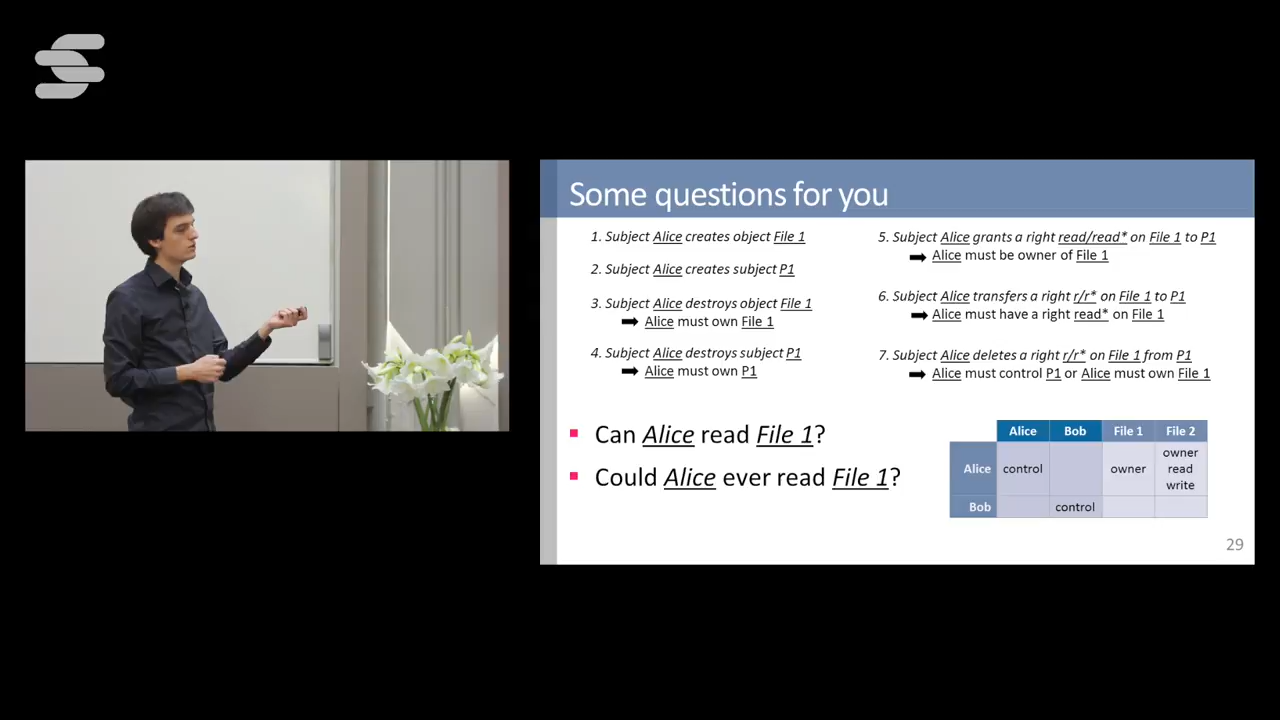 Some questions for you
1. Subject Alice creates object File 1
2. Subject Alice creates subject P1
3. Subject Alice destroys object File 1
➡ Alice must own File 1
4. Subject Alice destroys subject P1
➡ Alice must own P1
5. Subject Alice grants a right read/read* on File 1 to P1
➡ Alice must be owner of File 1
6. Subject Alice transfers a right r/r* on File 1 to P1
➡ Alice must have a right read* on File 1
7. Subject Alice deletes a right r/r* on File 1 from P1
➡ Alice must control P1 or Alice must own File 1
▪ Can Alice read File 1?
▪ Could Alice ever read File 1?
Alice Bob File 1 File 2
Alice control owner owner
read
write
Bob control
29